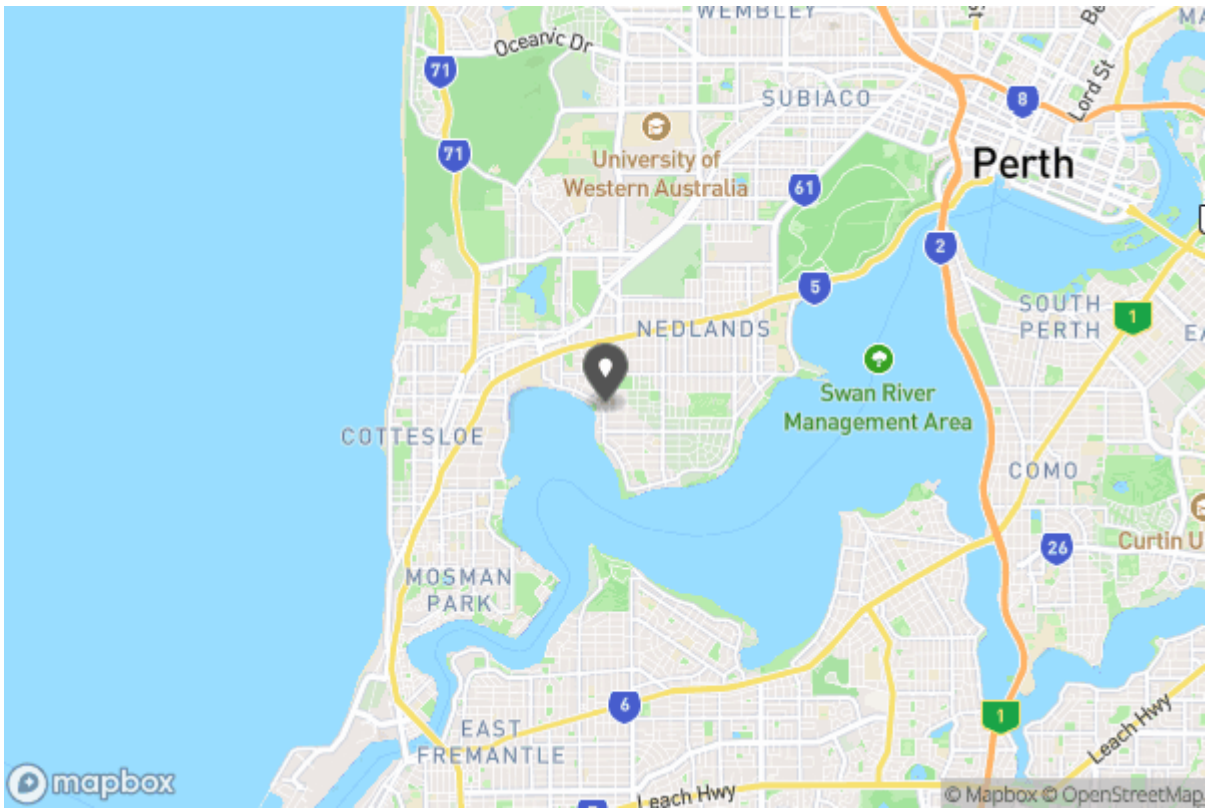 WEMBLEY
Oceanic Dr
71
SUBIACO
8
Lord St
71
University of
Western Australia
61
Perth
2
5
SOUTH
PERTH
1
NEDLANDS
Swan River
Management Area
COTTESLOE
COMO
26
Curtin U
MOSMAN
PARK
6
1
EAST
FREMANTLE
Leach Hwy
Leach Hwy
mapbox
© Mapbox © OpenStreetMap